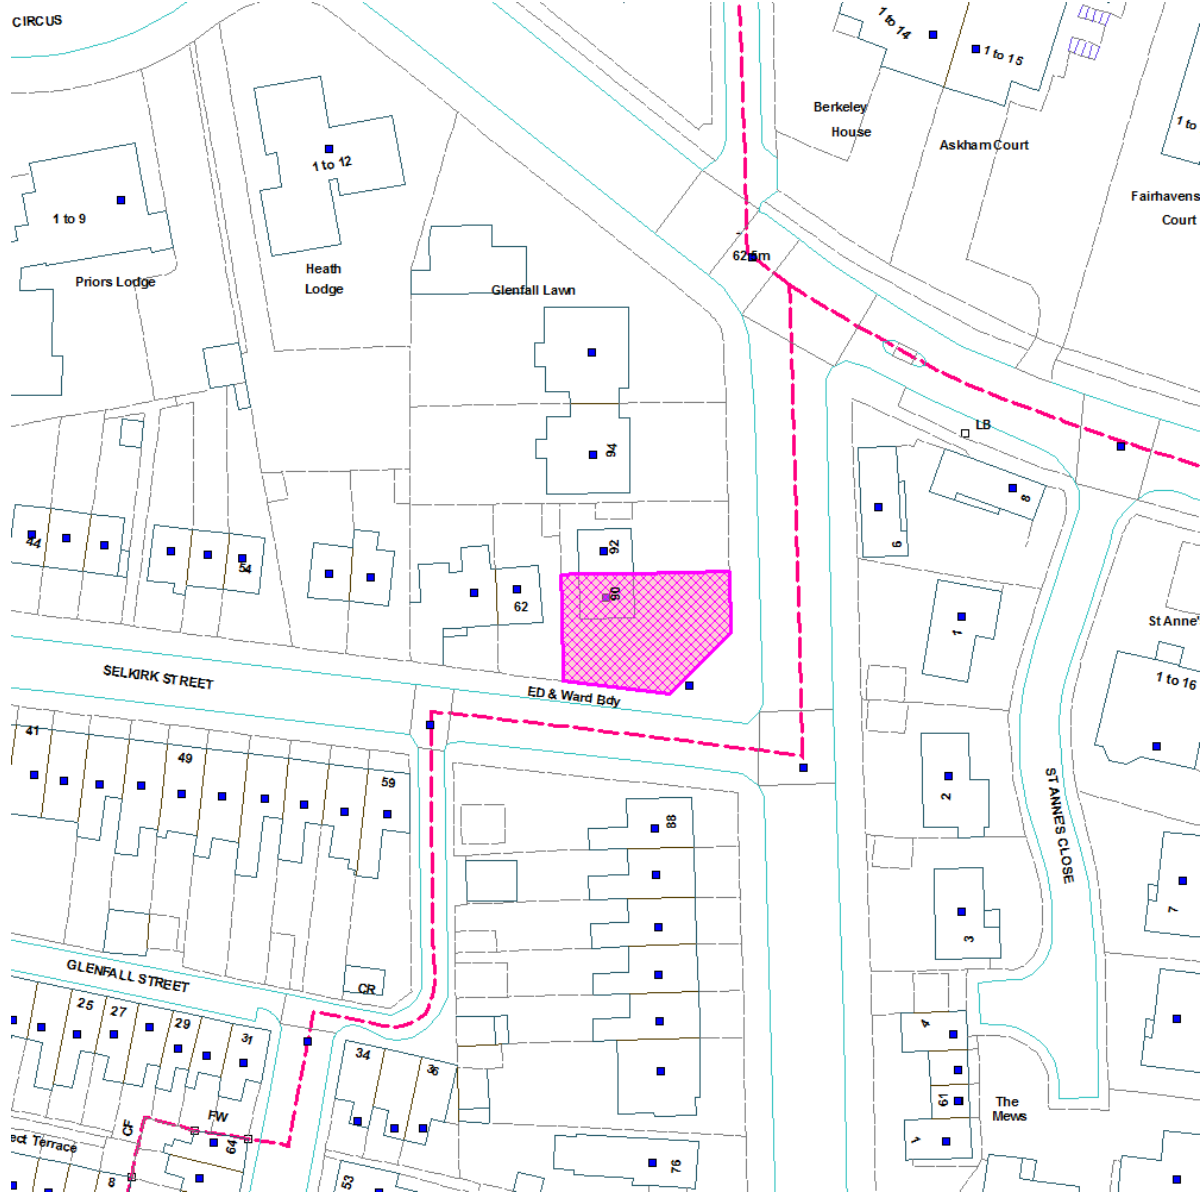 CIRCUS
1 to 14
1 to 15
Berkeley
House
1 to
Askham Court
1 to 12
Fairhavens
Court
1 to 9
62.5m
Priors Lodge
Heath
Lodge
Glenfall Lawn
LB
94
8
44
54
92
9
62
90
1
St Anne'
SELKIRK STREET
ED & Ward Bdy
1 to 16
41
49
59
2
ST ANNE'S CLOSE
88
7
3
GLENFALL STREET
CR
25
27
29
31
34
36
4
61
The
Mews
CF
FW
64
ect Terrace
1
76
8
53